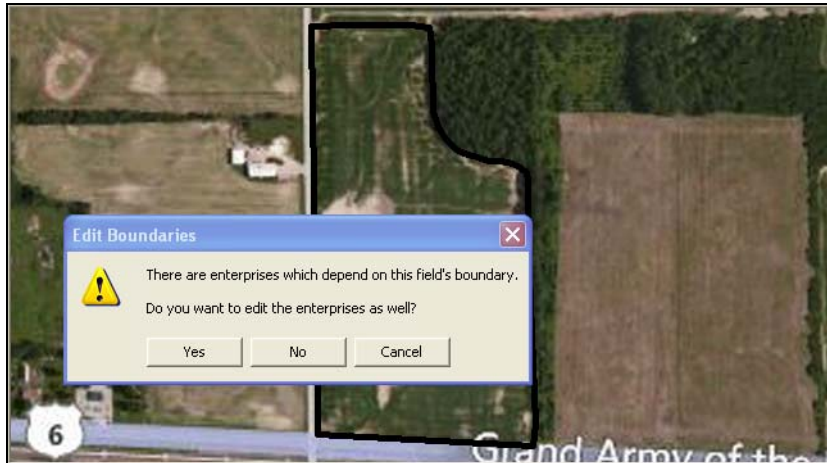 Edit Boundaries
There are enterprises which depend on this field's boundary.
Do you want to edit the enterprises as well?
Yes No Cancel
6
Grand Army of the